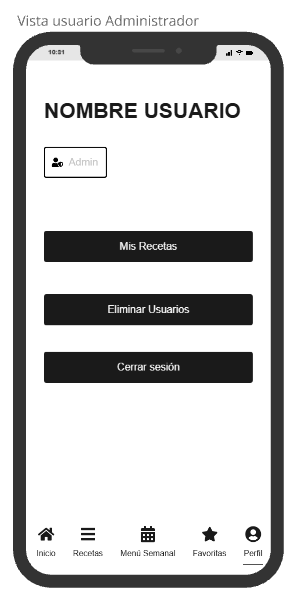 Vista usuario Administrador
10:31
NOMBRE USUARIO
Admin
Mis Recetas
Eliminar Usuarios
Cerrar sesión
Inicio Recetas Menú Semanal Favoritas Perfil